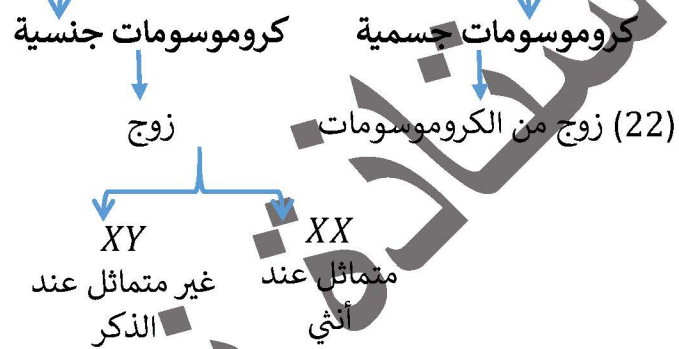 كروموسومات جسمية
كروموسومات جنسية
(22) زوج من الكروموسومات
زوج
XX
متماثل عند
أنثي
XY
غير متماثل عند
الذكر